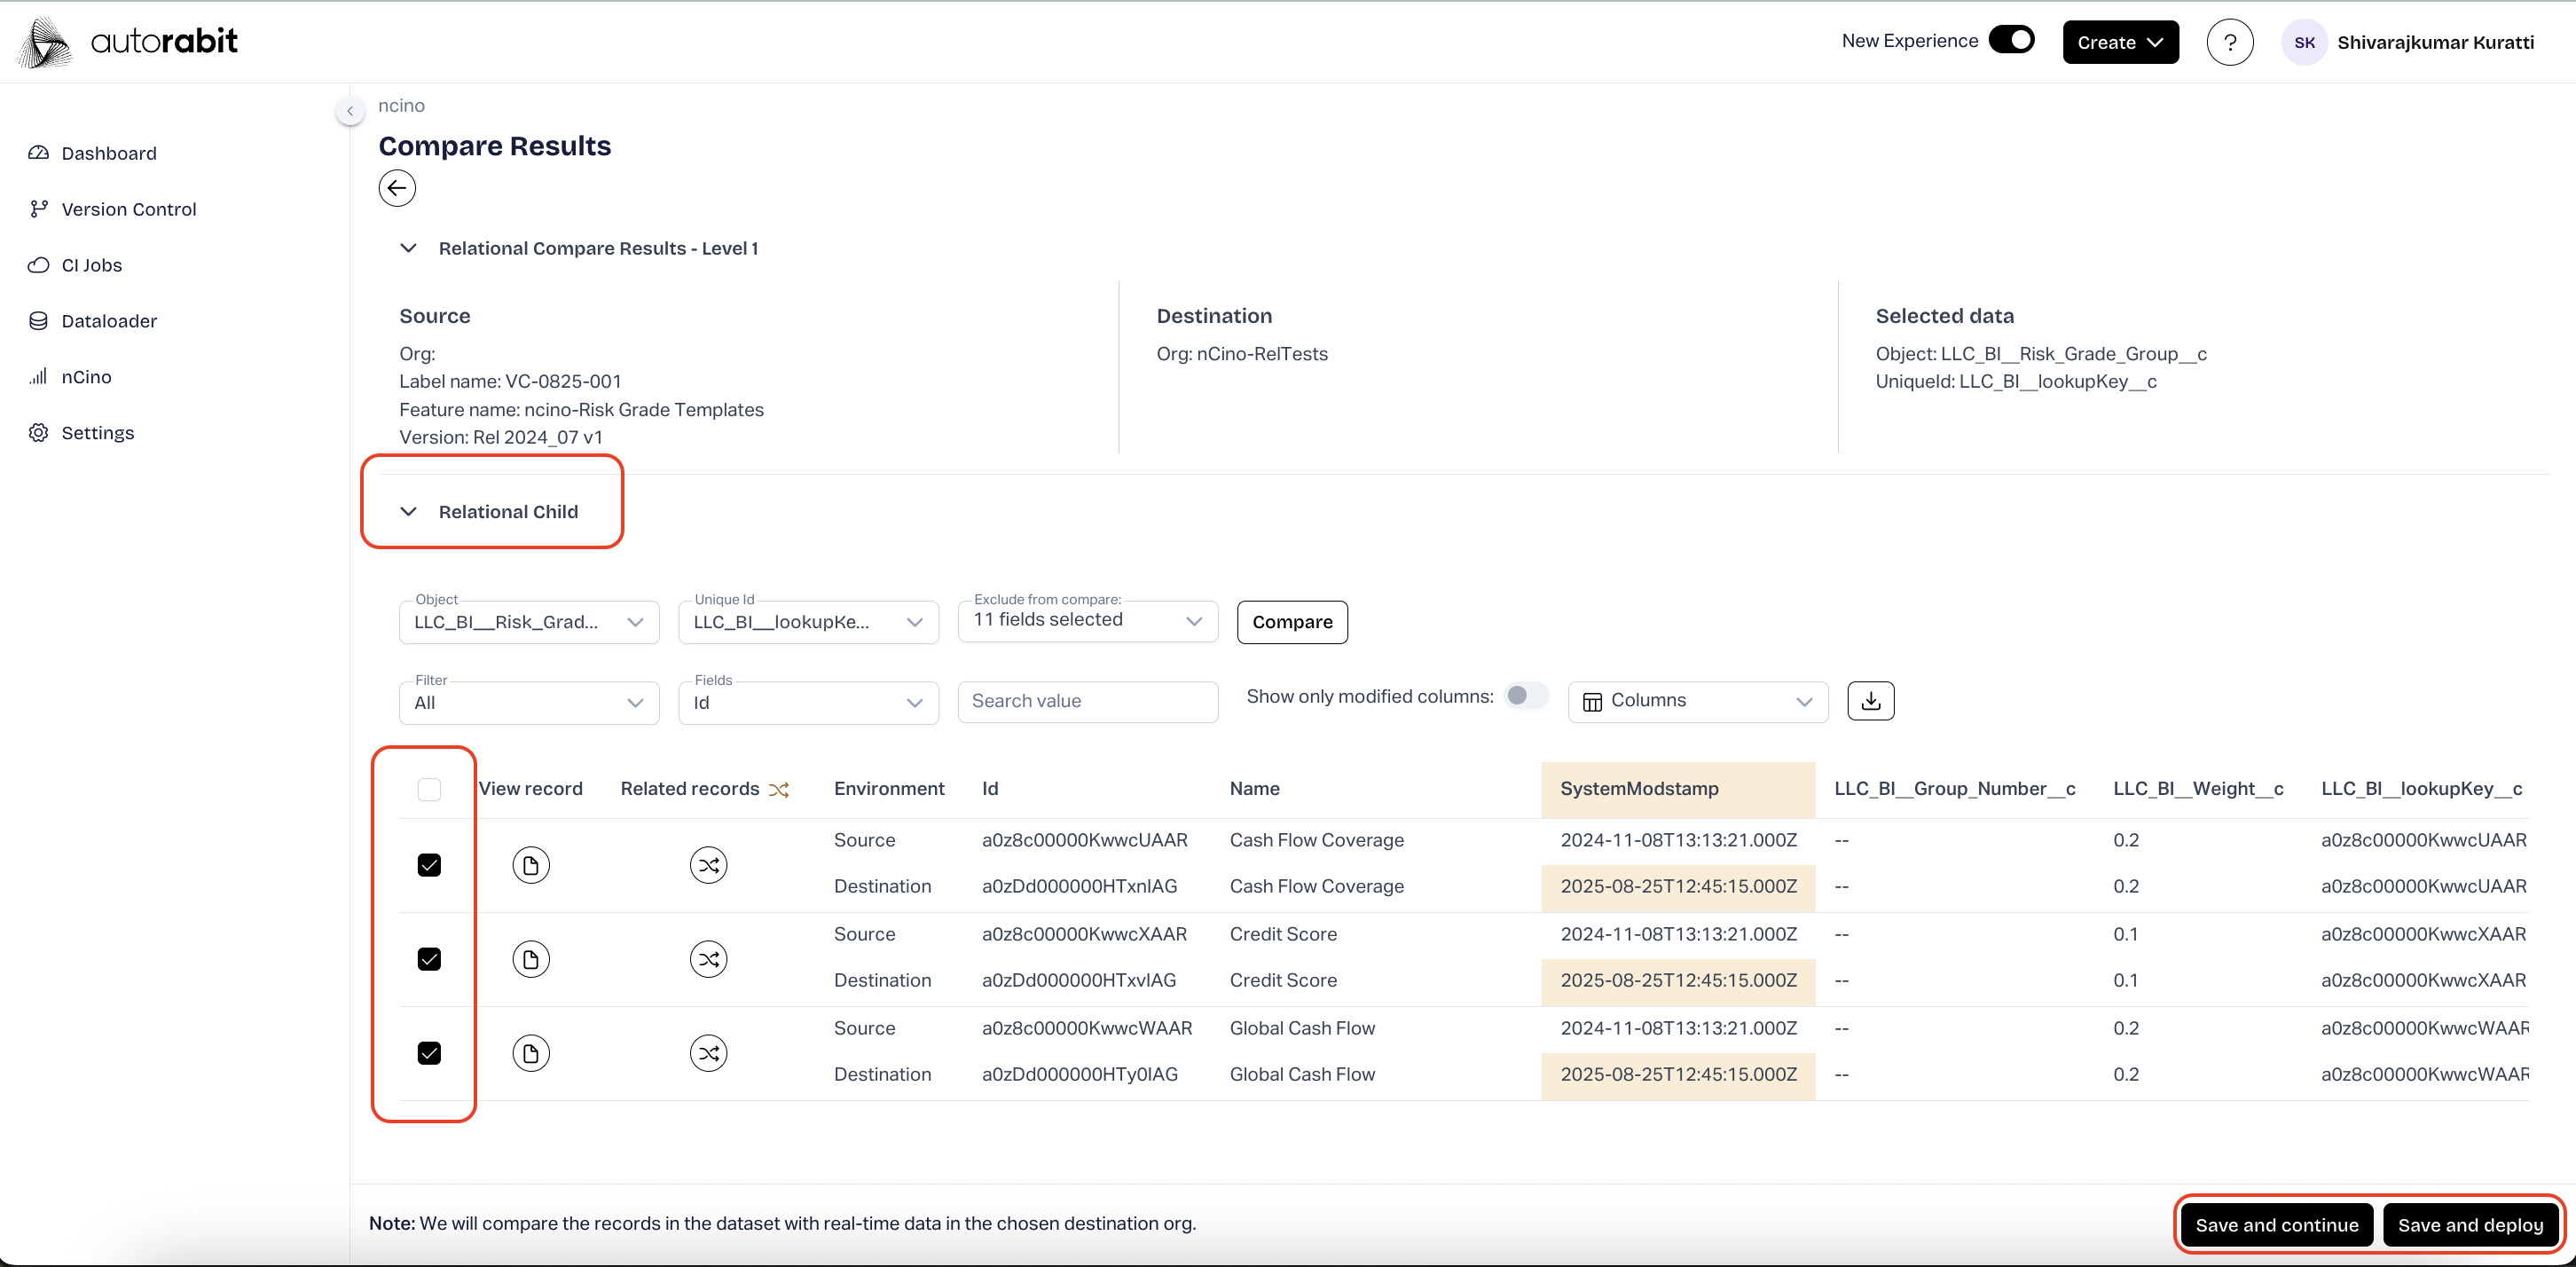 autorabit
New Experience
Create
?
SK
Shivarajkumar Kuratti
Dashboard
Version Control
CI Jobs
Dataloader
nCino
Settings
ncino
Compare Results
Relational Compare Results - Level 1
Source
Org:
Label name: VC-0825-001
Feature name: ncino-Risk Grade Templates
Version: Rel 2024_07 v1
Destination
Org: nCino-RelTests
Selected data
Object: LLC_BI__Risk_Grade_Group__c
UniqueId: LLC_BI__lookupKey__c
Relational Child
Object
LLC_BI__Risk_Grad...
Unique Id
LLC_BI__lookupKe...
Exclude from compare:
11 fields selected
Compare
Filter
All
Fields
Id
Search value
Show only modified columns:
Columns
View record Related records Environment Id Name SystemModstamp LLC_BI__Group_Number__c LLC_BI__Weight__c LLC_BI__lookupKey__c
Source a0z8c00000KwwcUAAR Cash Flow Coverage 2024-11-08T13:13:21.000Z -- 0.2 a0z8c00000KwwcUAAR
Destination a0zDd000000HTxnIAG Cash Flow Coverage 2025-08-25T12:45:15.000Z -- 0.2 a0z8c00000KwwcUAAR
Source a0z8c00000KwwcXAAR Credit Score 2024-11-08T13:13:21.000Z -- 0.1 a0z8c00000KwwcXAAR
Destination a0zDd000000HTxvIAG Credit Score 2025-08-25T12:45:15.000Z -- 0.1 a0z8c00000KwwcXAAR
Source a0z8c00000KwwcWAAR Global Cash Flow 2024-11-08T13:13:21.000Z -- 0.2 a0z8c00000KwwcWAAR
Destination a0zDd000000HTy0IAG Global Cash Flow 2025-08-25T12:45:15.000Z -- 0.2 a0z8c00000KwwcWAAR
Note: We will compare the records in the dataset with real-time data in the chosen destination org.
Save and continue
Save and deploy